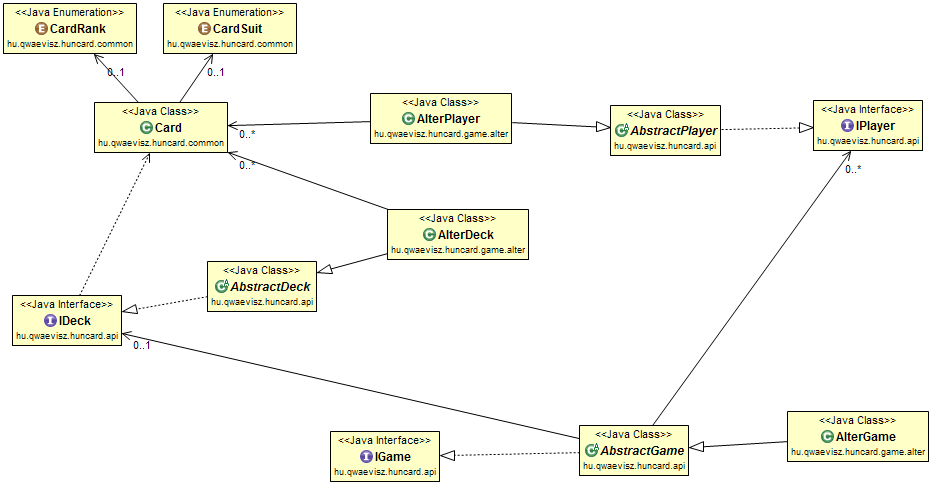 <<Java Enumeration>>
CardRank
hu.qwaevisz.huncard.common
<<Java Enumeration>>
CardSuit
hu.qwaevisz.huncard.common
0..1
0..1
<<Java Class>>
Card
hu.qwaevisz.huncard.common
0..*
0..*
<<Java Class>>
AlterPlayer
hu.qwaevisz.huncard.game.alter
<<Java Class>>
AbstractPlayer
hu.qwaevisz.huncard.api
<<Java Interface>>
IPlayer
hu.qwaevisz.huncard.api
0..*
<<Java Class>>
AlterDeck
hu.qwaevisz.huncard.game.alter
<<Java Class>>
AbstractDeck
hu.qwaevisz.huncard.api
<<Java Interface>>
IDeck
hu.qwaevisz.huncard.api
0..1
<<Java Interface>>
IGame
hu.qwaevisz.huncard.api
<<Java Class>>
AbstractGame
hu.qwaevisz.huncard.api
<<Java Class>>
AlterGame
hu.qwaevisz.huncard.game.alter